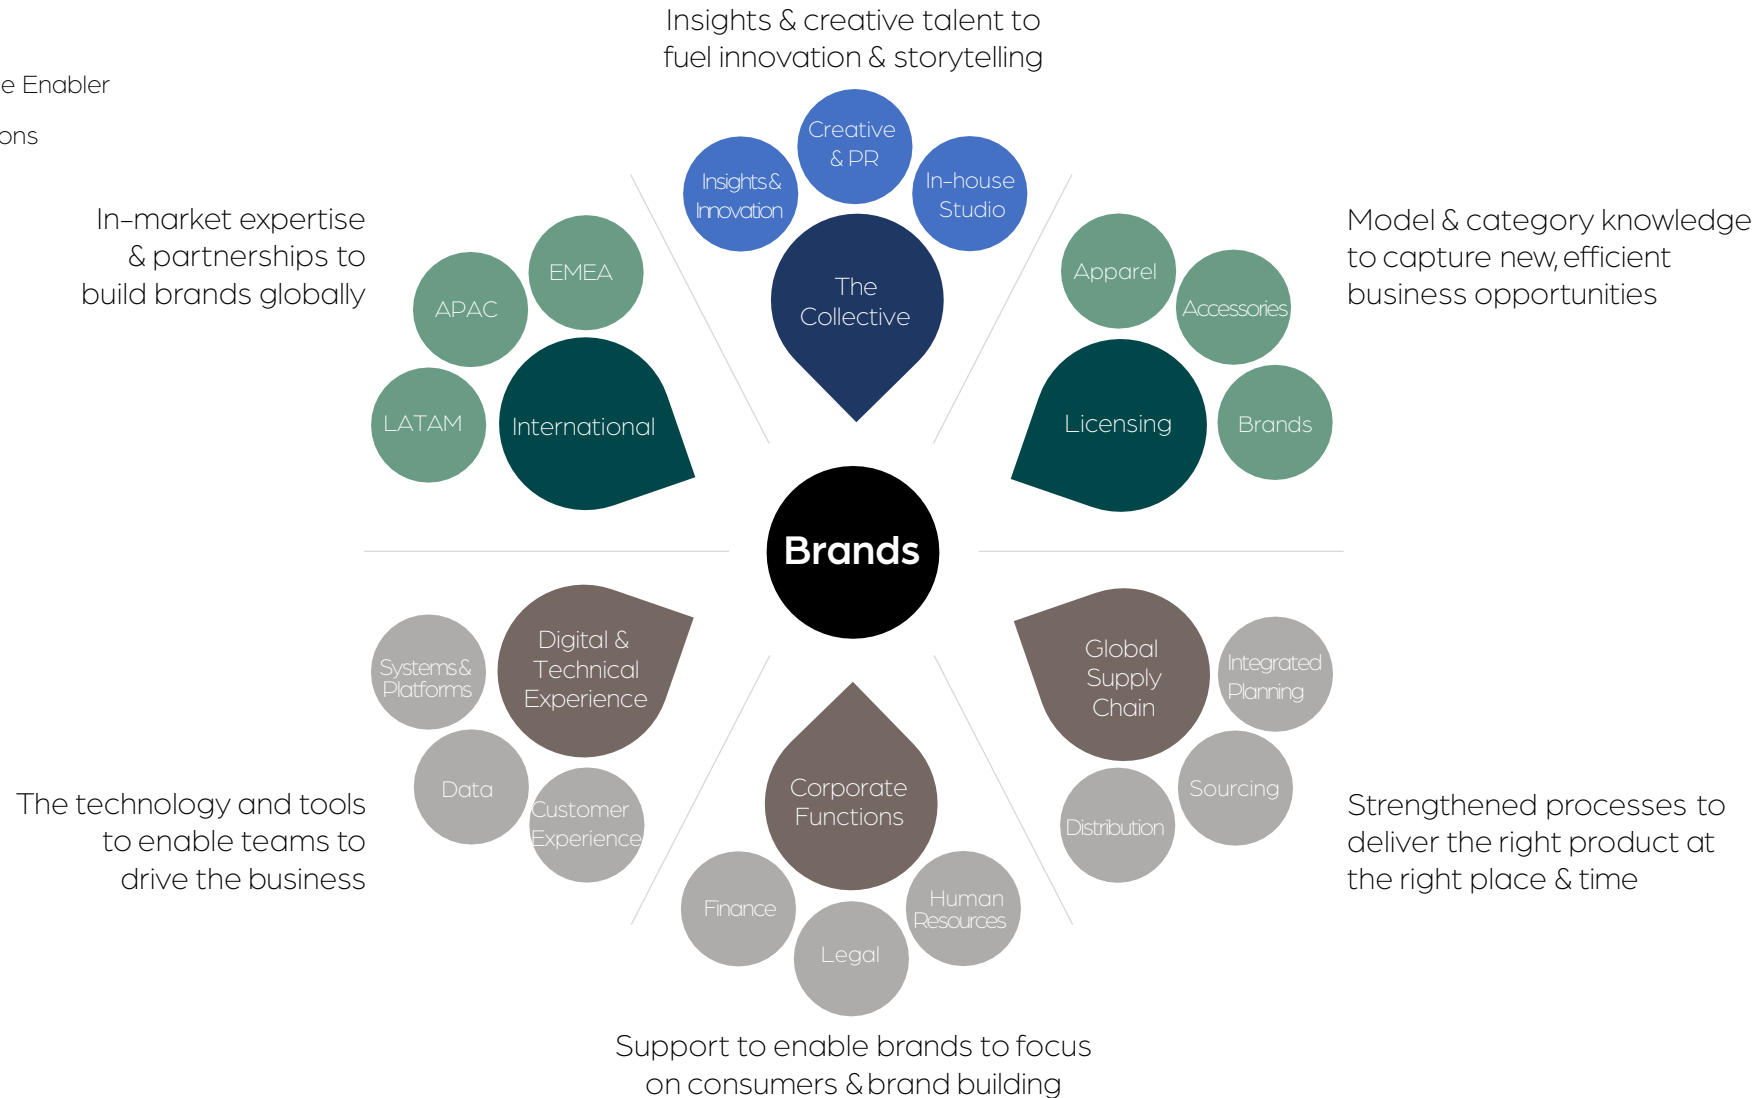 Insights & creative talent to
fuel innovation & storytelling
e Enabler
ons
Creative
& PR
Insights &
Innovation
In-house
Studio
The
Collective
In-market expertise
& partnerships to
build brands globally
EMEA
APAC
LATAM
International
Model & category knowledge
to capture new, efficient
business opportunities
Apparel
Accessories
Brands
Licensing
Brands
Digital &
Technical
Experience
Systems &
Platforms
Data
Customer
Experience
The technology and tools
to enable teams to
drive the business
Corporate
Functions
Finance
Legal
Human
Resources
Support to enable brands to focus
on consumers & brand building
Global
Supply
Chain
Integrated
Planning
Sourcing
Distribution
Strengthened processes to
deliver the right product at
the right place & time